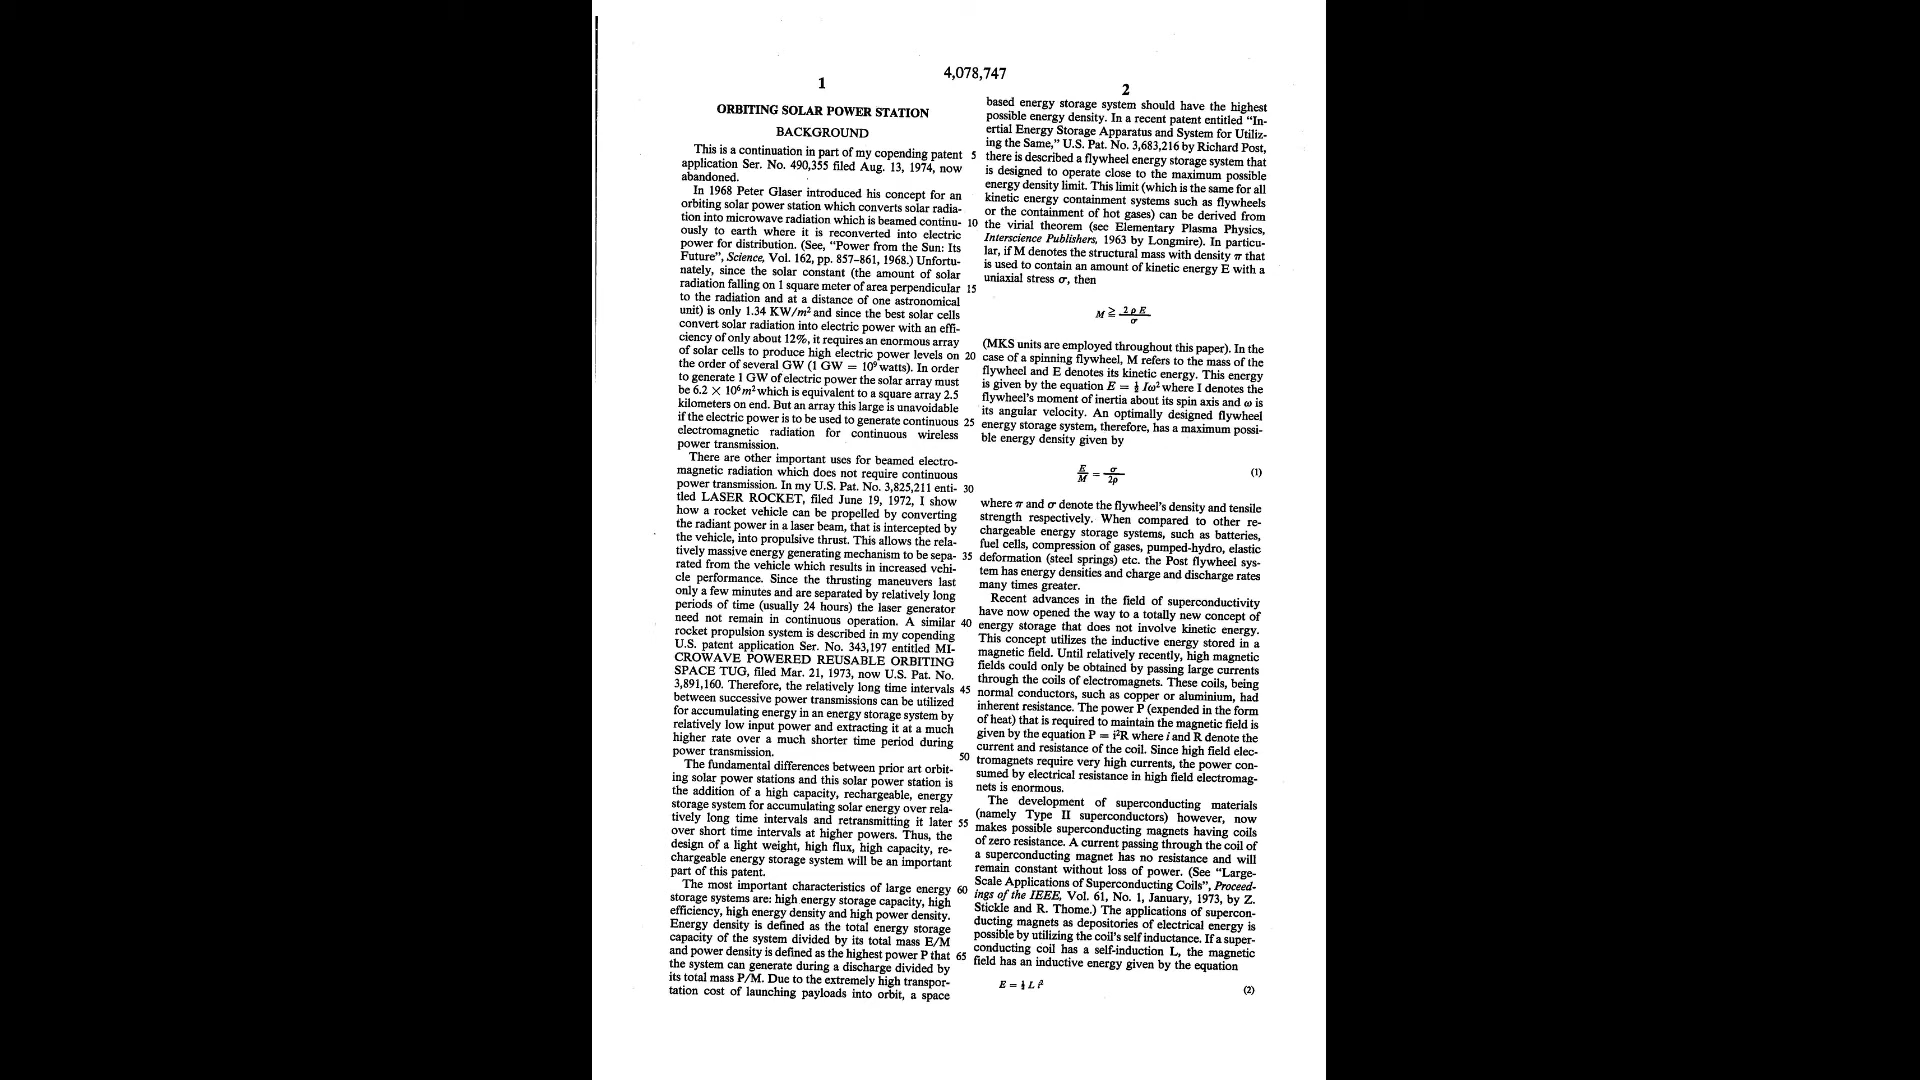 4,078,747
1
ORBITING SOLAR POWER STATION
BACKGROUND
This is a continuation in part of my copending patent
application Ser. No. 490,355 filed Aug. 13, 1974, now
abandoned.
In 1968 Peter Glaser introduced his concept for an
orbiting solar power station which converts solar radia-
tion into microwave radiation which is beamed continu-
ously to earth where it is reconverted into electric
power for distribution. (See, “Power from the Sun: Its
Future”, Science, Vol. 162, pp. 857–861, 1968.) Unfortu-
nately, since the solar constant (the amount of solar
radiation falling on 1 square meter of area perpendicular
to the radiation and at a distance of one astronomical
unit) is only 1.34 KW/m² and since the best solar cells
convert solar radiation into electric power with an effi-
ciency of only about 12%, it requires an enormous array
of solar cells to produce high electric power levels on
the order of several GW (1 GW = 10⁹ watts). In order
to generate 1 GW of electric power the solar array must
be 6.2 × 10⁶m² which is equivalent to a square array 2.5
kilometers on end. But an array this large is unavoidable
if the electric power is to be used to generate continuous
electromagnetic radiation for continuous wireless
power transmission.
There are other important uses for beamed electro-
magnetic radiation which does not require continuous
power transmission. In my U.S. Pat. No. 3,825,211 enti-
tled LASER ROCKET, filed June 19, 1972, I show
how a rocket vehicle can be propelled by converting
the radiant power in a laser beam, that is intercepted by
the vehicle, into propulsive thrust. This allows the rela-
tively massive energy generating mechanism to be sepa-
rated from the vehicle which results in increased vehi-
cle performance. Since the thrusting maneuvers last
only a few minutes and are separated by relatively long
periods of time (usually 24 hours) the laser generator
need not remain in continuous operation. A similar
rocket propulsion system is described in my copending
U.S. patent application Ser. No. 343,197 entitled MI-
CROWAVE POWERED REUSABLE ORBITING
SPACE TUG, filed Mar. 21, 1973, now U.S. Pat. No.
3,891,160. Therefore, the relatively long time intervals
between successive power transmissions can be utilized
for accumulating energy in an energy storage system by
relatively low input power and extracting it at a much
higher rate over a much shorter time period during
power transmission.
The fundamental differences between prior art orbit-
ing solar power stations and this solar power station is
the addition of a high capacity, rechargeable, energy
storage system for accumulating solar energy over rela-
tively long time intervals and retransmitting it later
over short time intervals at higher powers. Thus, the
design of a light weight, high flux, high capacity, re-
chargeable energy storage system will be an important
part of this patent.
The most important characteristics of large energy
storage systems are: high energy storage capacity, high
efficiency, high energy density and high power density.
Energy density is defined as the total energy storage
capacity of the system divided by its total mass E/M
and power density is defined as the highest power P that
the system can generate during a discharge divided by
its total mass P/M. Due to the extremely high transpor-
tation cost of launching payloads into orbit, a space
5
10
15
20
25
30
35
40
45
50
55
60
65
2
based energy storage system should have the highest
possible energy density. In a recent patent entitled “In-
ertial Energy Storage Apparatus and System for Utiliz-
ing the Same,” U.S. Pat. No. 3,683,216 by Richard Post,
there is described a flywheel energy storage system that
is designed to operate close to the maximum possible
energy density limit. This limit (which is the same for all
kinetic energy containment systems such as flywheels
or the containment of hot gases) can be derived from
the virial theorem (see Elementary Plasma Physics,
Interscience Publishers, 1963 by Longmire). In particu-
lar, if M denotes the structural mass with density π that
is used to contain an amount of kinetic energy E with a
uniaxial stress σ, then
M ≧ 2ρE/σ
(MKS units are employed throughout this paper). In the
case of a spinning flywheel, M refers to the mass of the
flywheel and E denotes its kinetic energy. This energy
is given by the equation E = ½ Iω² where I denotes the
flywheel’s moment of inertia about its spin axis and ω is
its angular velocity. An optimally designed flywheel
energy storage system, therefore, has a maximum possi-
ble energy density given by
E/M = σ/2ρ (1)
where π and σ denote the flywheel’s density and tensile
strength respectively. When compared to other re-
chargeable energy storage systems, such as batteries,
fuel cells, compression of gases, pumped-hydro, elastic
deformation (steel springs) etc. the Post flywheel sys-
tem has energy densities and charge and discharge rates
many times greater.
Recent advances in the field of superconductivity
have now opened the way to a totally new concept of
energy storage that does not involve kinetic energy.
This concept utilizes the inductive energy stored in a
magnetic field. Until relatively recently, high magnetic
fields could only be obtained by passing large currents
through the coils of electromagnets. These coils, being
normal conductors, such as copper or aluminium, had
inherent resistance. The power P (expended in the form
of heat) that is required to maintain the magnetic field is
given by the equation P = i²R where i and R denote the
current and resistance of the coil. Since high field elec-
tromagnets require very high currents, the power con-
sumed by electrical resistance in high field electromag-
nets is enormous.
The development of superconducting materials
(namely Type II superconductors) however, now
makes possible superconducting magnets having coils
of zero resistance. A current passing through the coil of
a superconducting magnet has no resistance and will
remain constant without loss of power. (See “Large-
Scale Applications of Superconducting Coils”, Proceed-
ings of the IEEE, Vol. 61, No. 1, January, 1973, by Z.
Stickle and R. Thome.) The applications of supercon-
ducting magnets as depositories of electrical energy is
possible by utilizing the coil’s self inductance. If a super-
conducting coil has a self-induction L, the magnetic
field has an inductive energy given by the equation
E = ½ L i² (2)